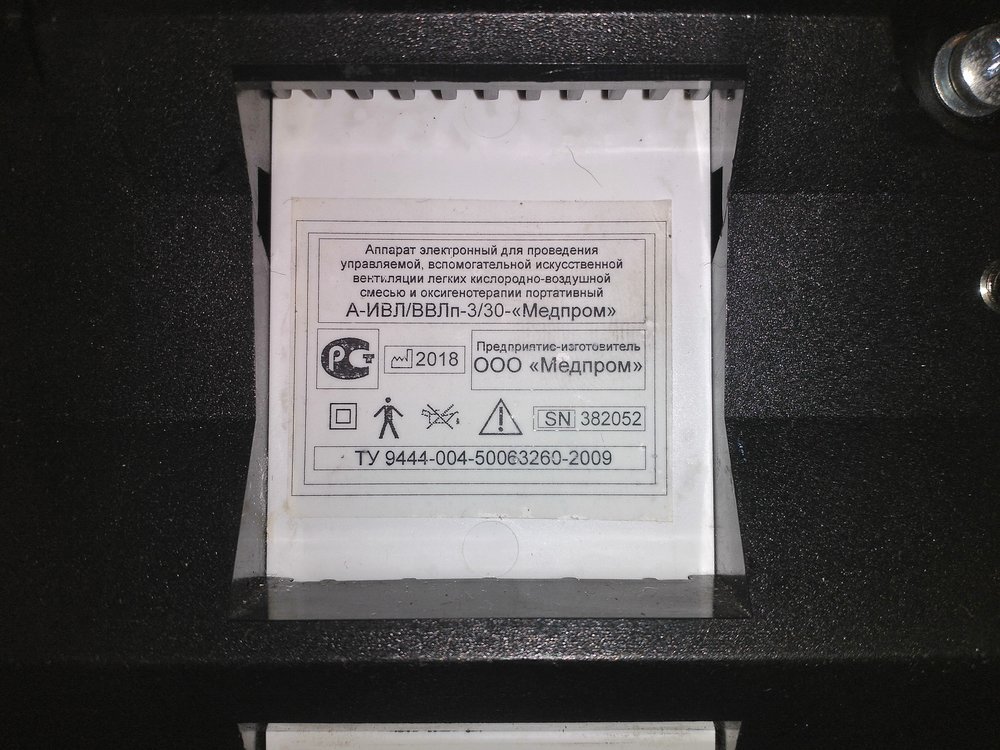 Аппарат электронный для проведения
управляемой, вспомогательной искусственной
вентиляции легких кислородно-воздушной
смесью и оксигенотерапии портативный
А-ИВЛ/ВВЛп-3/30-«Медпром»
РСТ
2018
Предприятие-изготовитель
ООО «Медпром»
SN 382052
ТУ 9444-004-50063260-2009